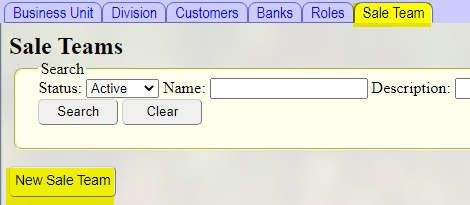 Business Unit Division Customers Banks Roles Sale Team
Sale Teams
Search
Status: Active Name: Description:
Search Clear
New Sale Team